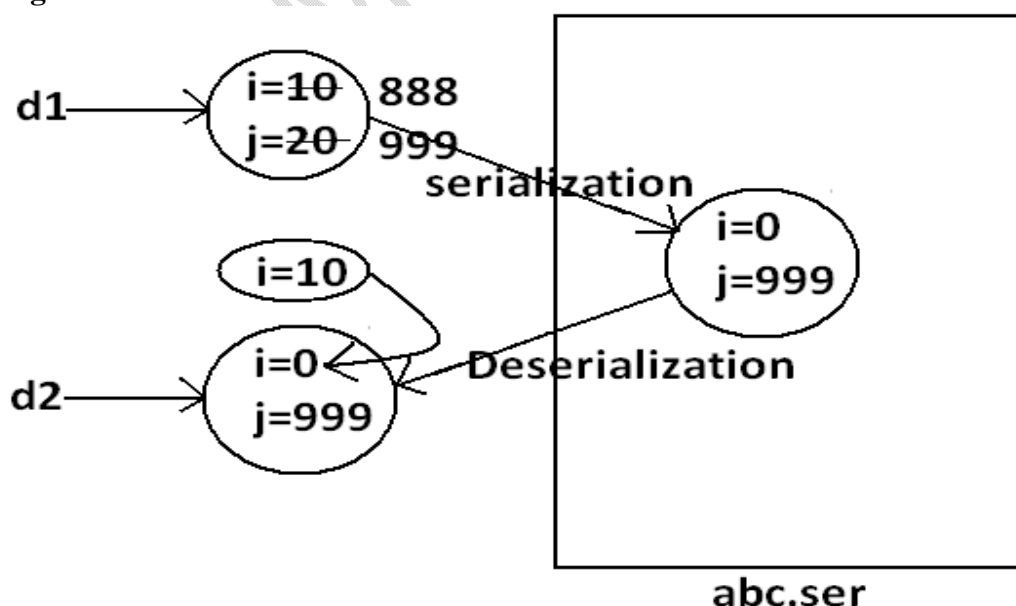 d1
i=10 888
j=20 999
serialization
i=0
j=999
i=10
d2
i=0
j=999
Deserialization
abc.ser